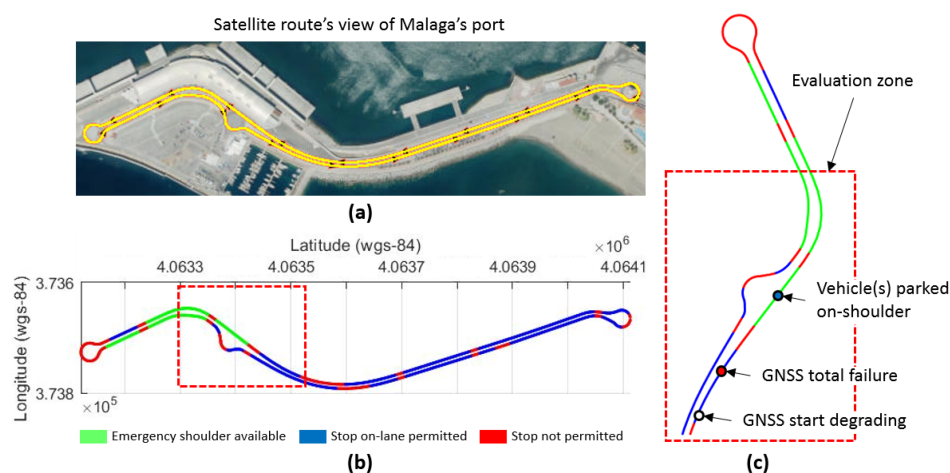 Satellite route's view of Malaga's port
(a)
Latitude (wgs-84)
×10⁶
4.0633 4.0635 4.0637 4.0639 4.0641
Longitude (wgs-84)
3.736
3.738
×10⁵
Emergency shoulder available
Stop on-lane permitted
Stop not permitted
(b)
Evaluation zone
Vehicle(s) parked
on-shoulder
GNSS total failure
GNSS start degrading
(c)